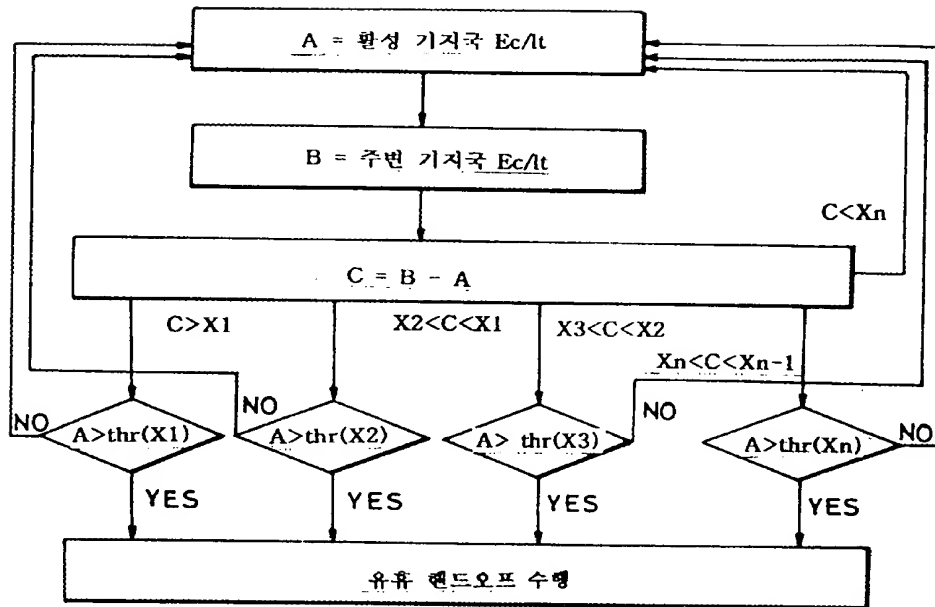 A = 활성 기지국 Ec/It
B = 주변 기지국 Ec/It
C<Xn
C = B - A
C>X1
X2<C<X1
X3<C<X2
Xn<C<Xn-1
NO
A>thr(X1)
NO
A>thr(X2)
A> thr(X3)
NO
A>thr(Xn)
NO
YES
YES
YES
YES
유휴 핸드오프 수행